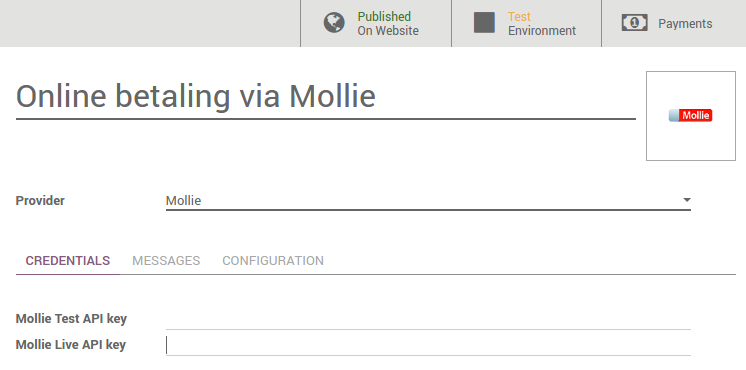 Published
On Website
Test
Environment
1
Payments
Online betaling via Mollie
Mollie
Provider
Mollie
CREDENTIALS
MESSAGES
CONFIGURATION
Mollie Test API key
Mollie Live API key